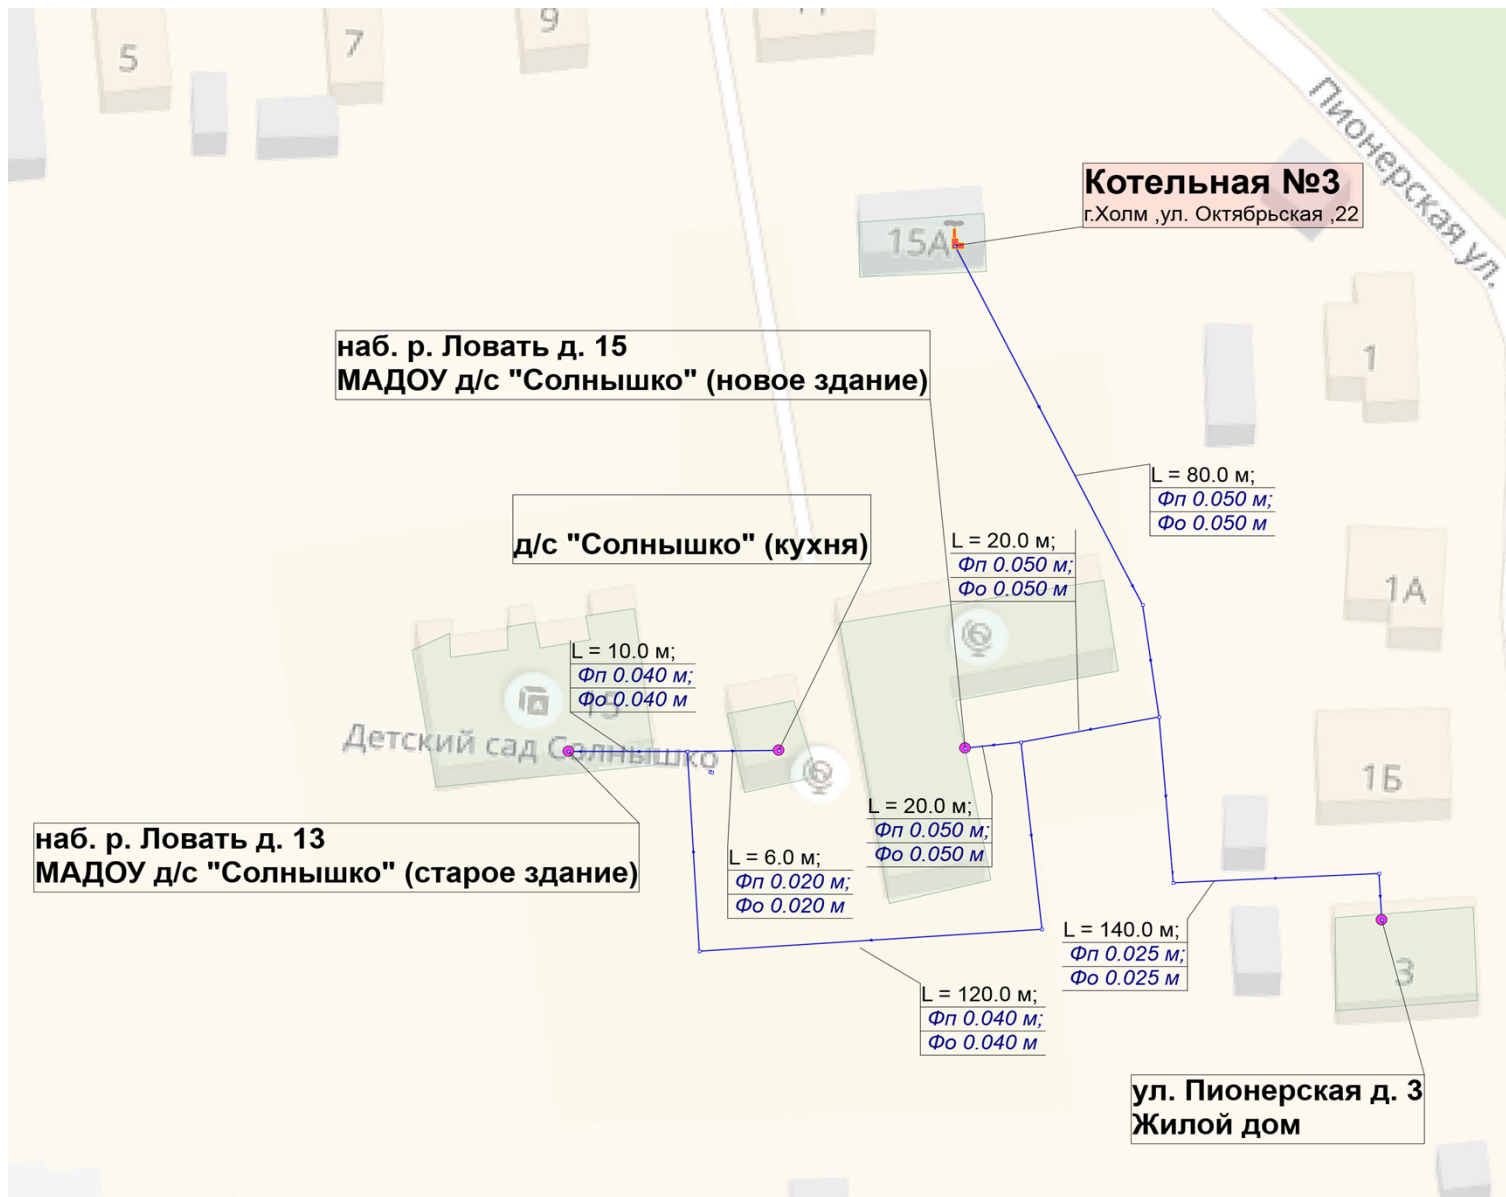 5
7
9
11
Пионерская ул.
Котельная №3
г.Холм ,ул. Октябрьская ,22
15А
наб. р. Ловать д. 15
МАДОУ д/с "Солнышко" (новое здание)
1
L = 80.0 м;
Фп 0.050 м;
Фо 0.050 м
д/с "Солнышко" (кухня)
L = 20.0 м;
Фп 0.050 м;
Фо 0.050 м
1А
L = 10.0 м;
Фп 0.040 м;
Фо 0.040 м
15
Детский сад Солнышко
1Б
L = 20.0 м;
Фп 0.050 м;
Фо 0.050 м
наб. р. Ловать д. 13
МАДОУ д/с "Солнышко" (старое здание)
L = 6.0 м;
Фп 0.020 м;
Фо 0.020 м
L = 140.0 м;
Фп 0.025 м;
Фо 0.025 м
3
L = 120.0 м;
Фп 0.040 м;
Фо 0.040 м
ул. Пионерская д. 3
Жилой дом